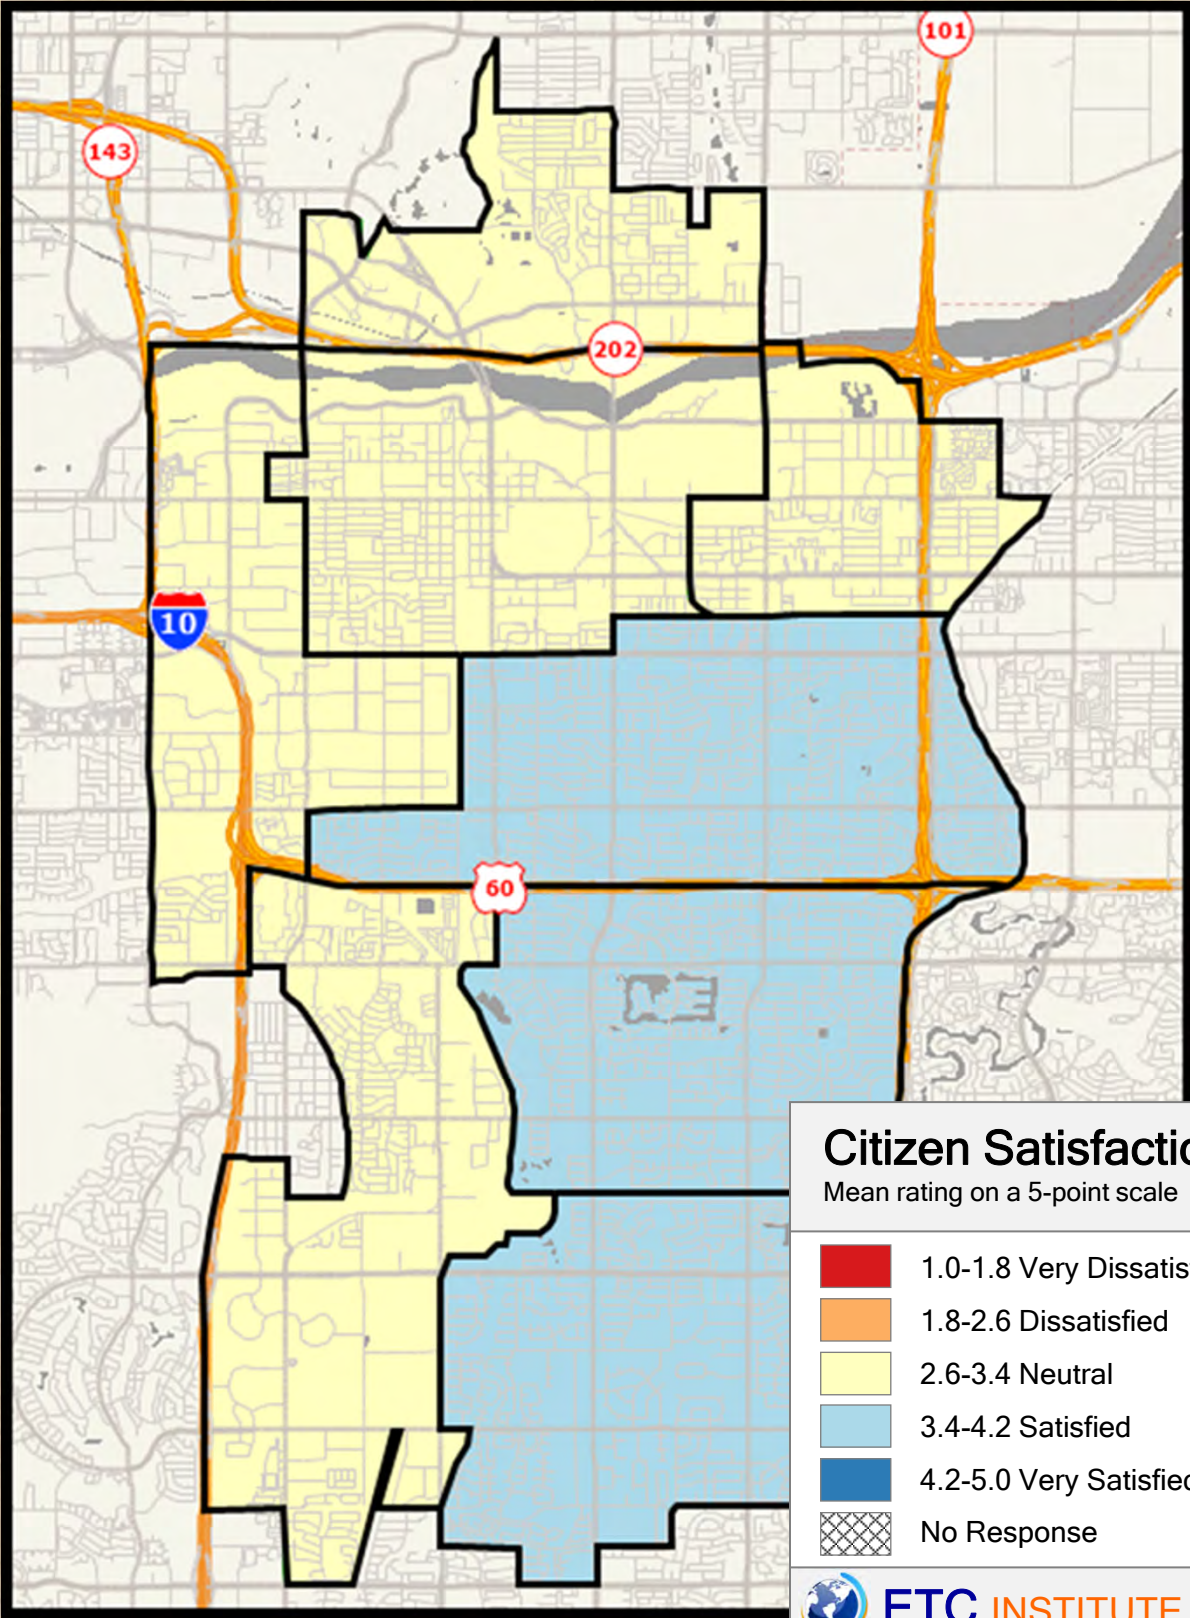 101
143
202
10
60
Citizen Satisfactio
Mean rating on a 5-point scale
1.0-1.8 Very Dissatis
1.8-2.6 Dissatisfied
2.6-3.4 Neutral
3.4-4.2 Satisfied
4.2-5.0 Very Satisfied
No Response
ETC INSTITUTE